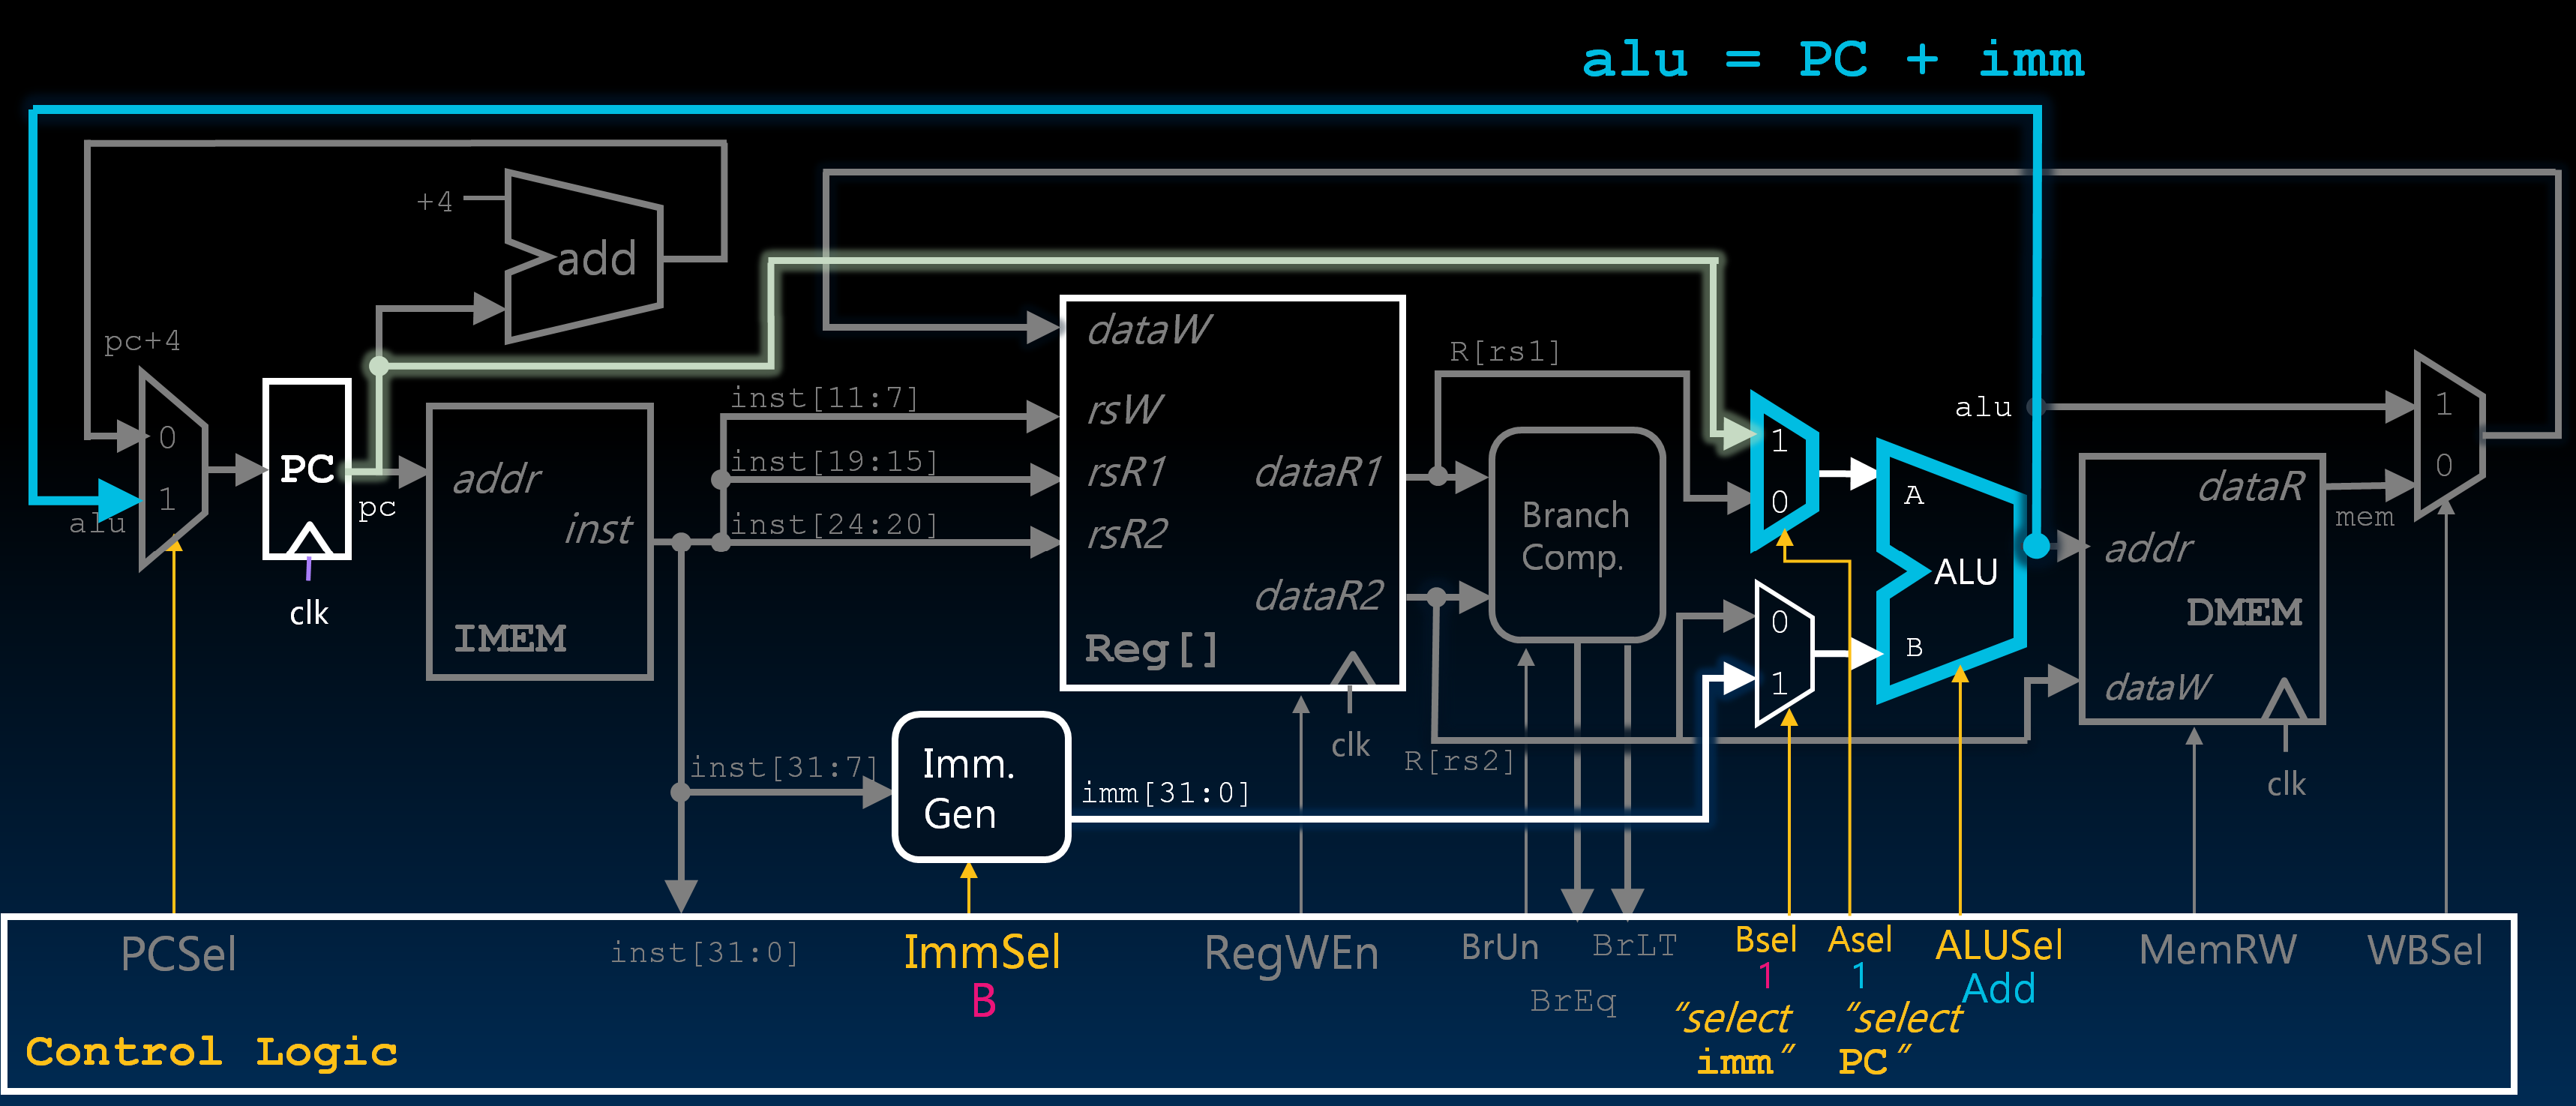 alu = PC + imm
+4
add
pc+4
0
1
alu
PC
pc
clk
addr
inst
IMEM
inst[11:7]
inst[19:15]
inst[24:20]
inst[31:7]
dataW
rsW
rsR1
rsR2
dataR1
dataR2
Reg[]
clk
Imm.
Gen
imm[31:0]
R[rs1]
R[rs2]
Branch
Comp.
1
0
0
1
A
B
ALU
alu
addr
dataR
DMEM
dataW
clk
mem
1
0
PCSel
inst[31:0]
ImmSel
B
RegWEn
BrUn
BrEq
BrLT
Bsel
1
“select
imm”
Asel
1
“select
PC”
ALUSel
Add
MemRW
WBSel
Control Logic